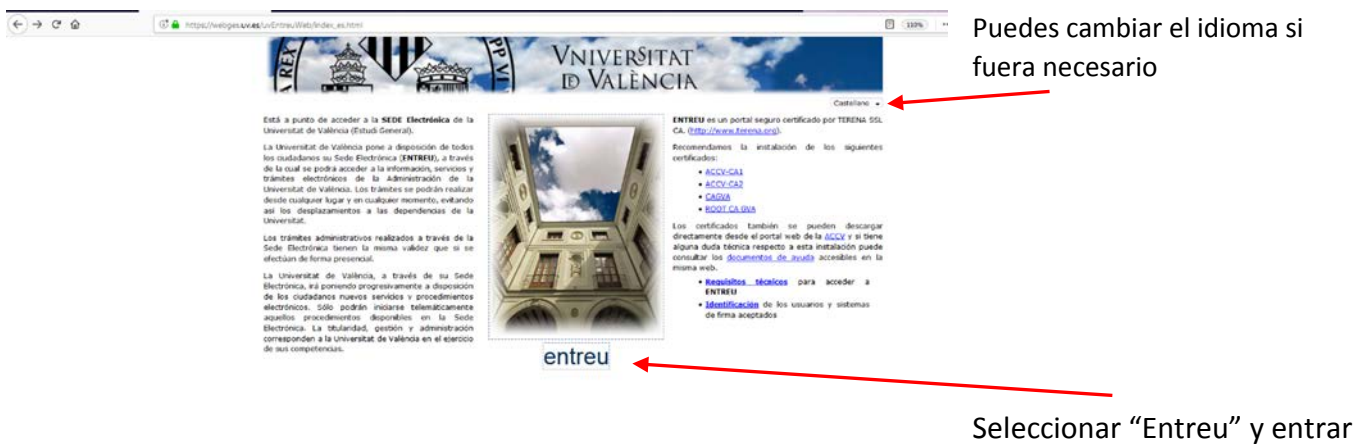 https://webges.uv.es/uvEntreuWeb/index_es.html
110%
Puedes cambiar el idioma si
fuera necesario
A REX
PP VI
VNIVERSITAT
ID VALÈNCIA
Castellano
Está a punto de acceder a la SEDE Electrónica de la
Universitat de València (Estudi General).
La Universitat de València pone a disposición de todos
los ciudadanos su Sede Electrónica (ENTREU), a través
de la cual se podrá acceder a la información, servicios y
trámites electrónicos de la Administración de la
Universitat de València. Los trámites se podrán realizar
desde cualquier lugar y en cualquier momento, evitando
así los desplazamientos a las dependencias de la
Universitat.
Los trámites administrativos realizados a través de la
Sede Electrónica tienen la misma validez que si se
efectúan de forma presencial.
La Universitat de València, a través de su Sede
Electrónica, irá poniendo progresivamente a disposición
de los ciudadanos nuevos servicios y procedimientos
electrónicos. Sólo podrán iniciarse telemáticamente
aquellos procedimientos disponibles en la Sede
Electrónica. La titularidad, gestión y administración
corresponden a la Universitat de València en el ejercicio
de sus competencias.
entreu
ENTREU es un portal seguro certificado por TERENA SSL
CA. (http://www.terena.org).
Recomendamos la instalación de los siguientes
certificados:
• ACCV-CA1
• ACCV-CA2
• CAGVA
• ROOT CA GVA
Los certificados también se pueden descargar
directamente desde el portal web de la ACCV y si tiene
alguna duda técnica respecto a esta instalación puede
consultar los documentos de ayuda accesibles en la
misma web.
• Requisitos técnicos para acceder a
ENTREU
• Identificación de los usuarios y sistemas
de firma aceptados
Seleccionar “Entreu” y entrar